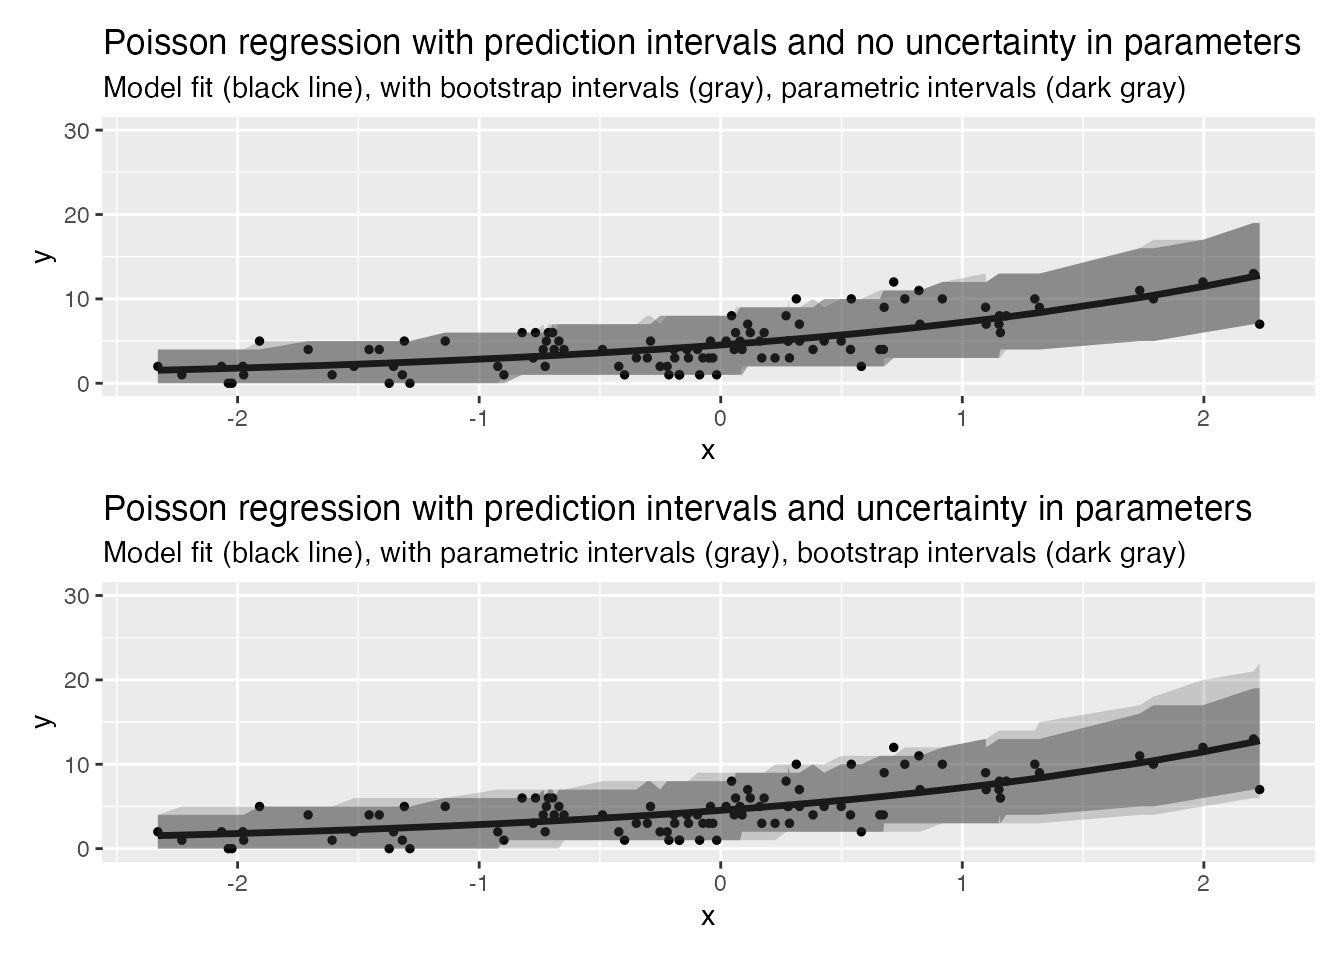 Poisson regression with prediction intervals and no uncertainty in parameters
Model fit (black line), with bootstrap intervals (gray), parametric intervals (dark gray)
30
20
10
0
y
-2
-1
0
1
2
x
Poisson regression with prediction intervals and uncertainty in parameters
Model fit (black line), with parametric intervals (gray), bootstrap intervals (dark gray)
30
20
10
0
y
-2
-1
0
1
2
x